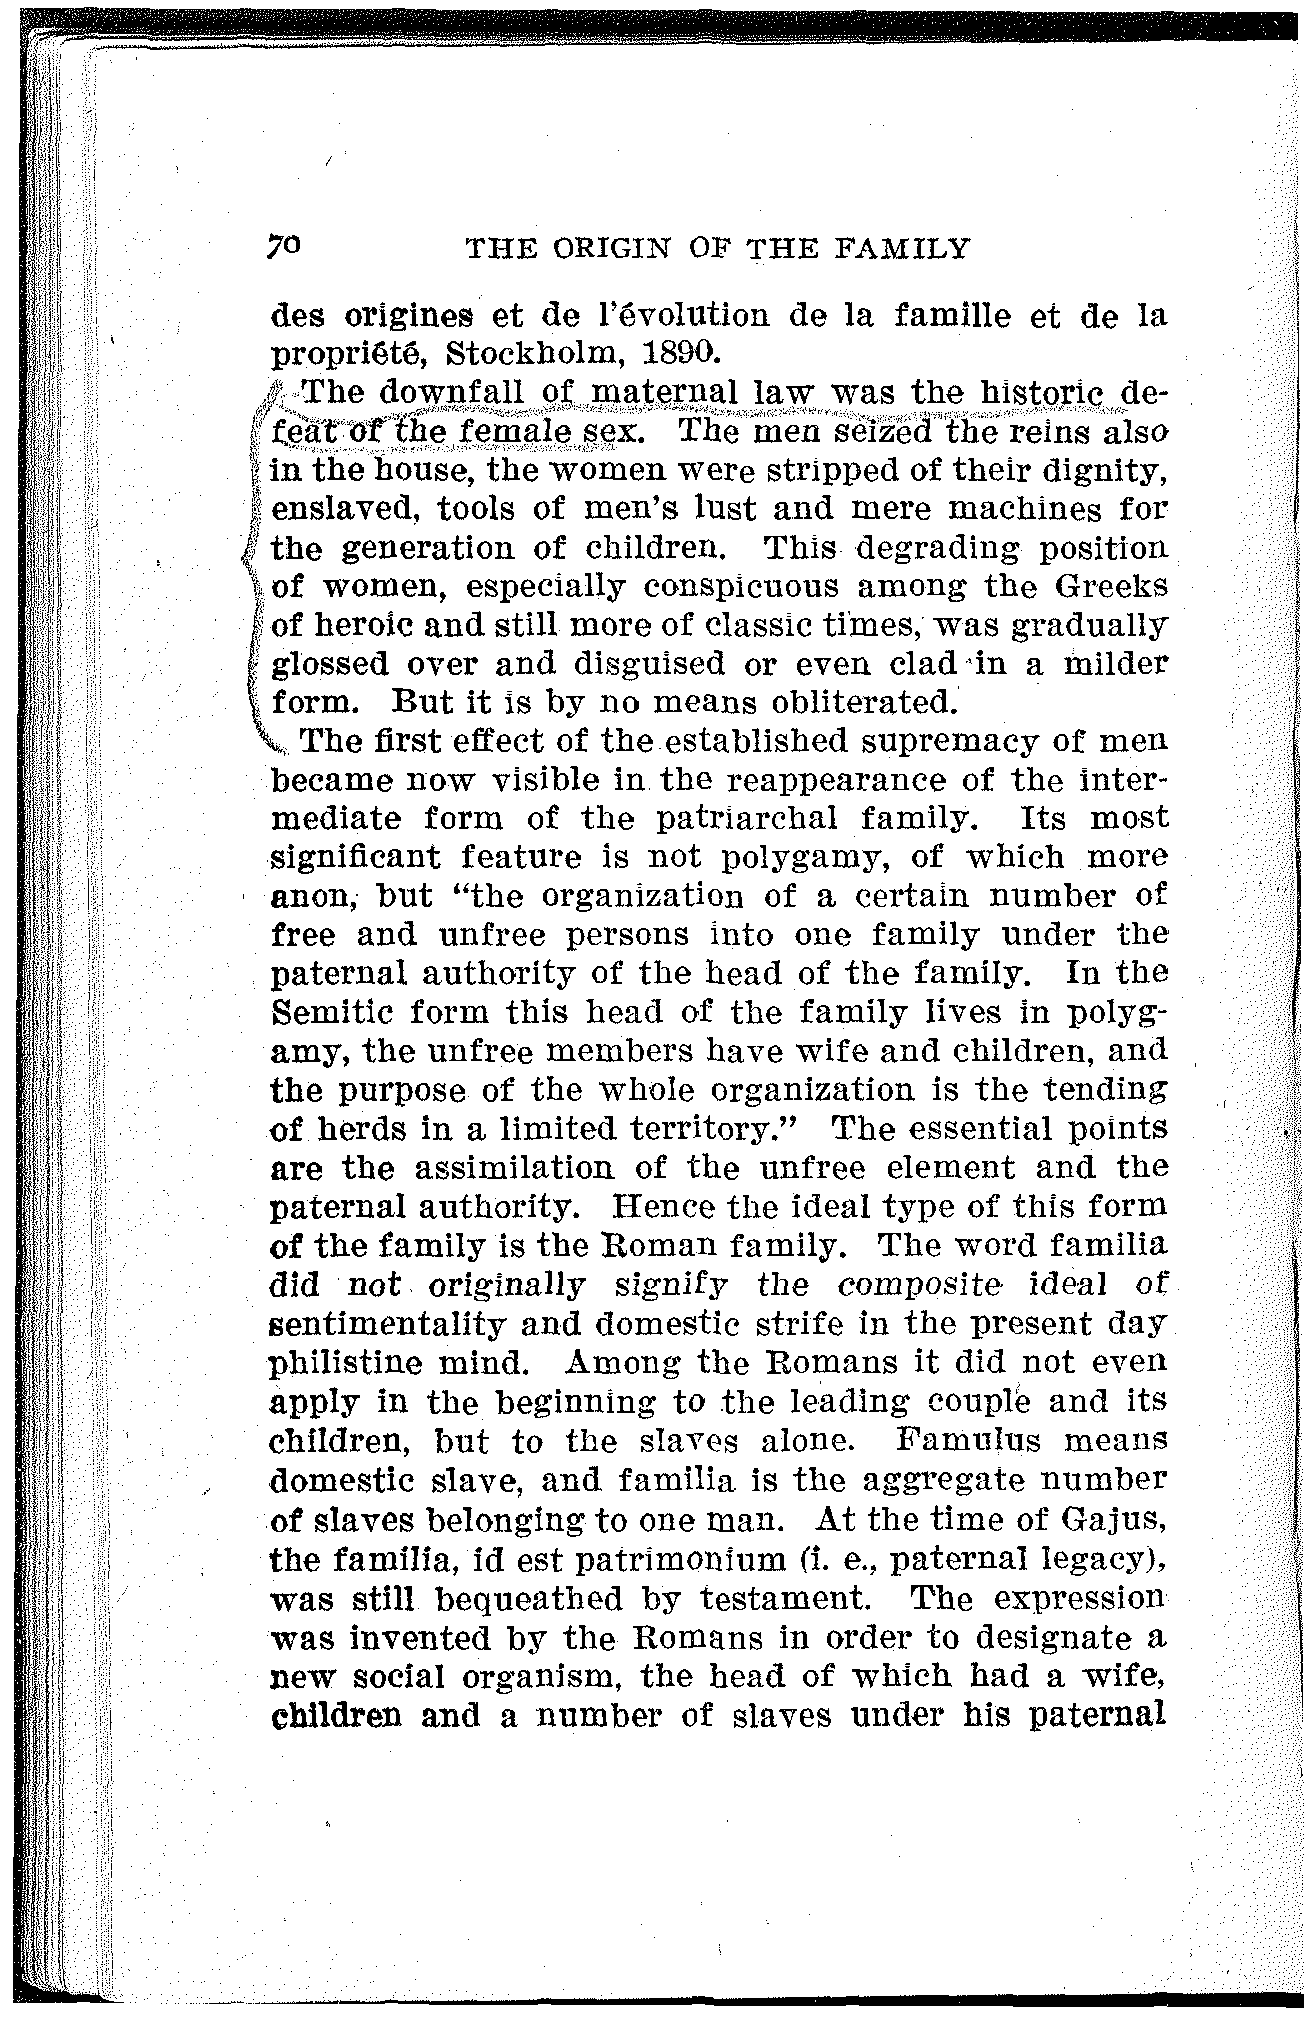 70 THE ORIGIN OF THE FAMILY
des origines et de l'évolution de la famille et de la
propriété, Stockholm, 1890.
The downfall of maternal law was the historic de-
feat of the female sex. The men seized the reins also
in the house, the women were stripped of their dignity,
enslaved, tools of men's lust and mere machines for
the generation of children. This degrading position
of women, especially conspicuous among the Greeks
of heroic and still more of classic times, was gradually
glossed over and disguised or even clad in a milder
form. But it is by no means obliterated.
The first effect of the established supremacy of men
became now visible in the reappearance of the inter-
mediate form of the patriarchal family. Its most
significant feature is not polygamy, of which more
anon, but “the organization of a certain number of
free and unfree persons into one family under the
paternal authority of the head of the family. In the
Semitic form this head of the family lives in polyg-
amy, the unfree members have wife and children, and
the purpose of the whole organization is the tending
of herds in a limited territory.” The essential points
are the assimilation of the unfree element and the
paternal authority. Hence the ideal type of this form
of the family is the Roman family. The word familia
did not originally signify the composite ideal of
sentimentality and domestic strife in the present day
philistine mind. Among the Romans it did not even
apply in the beginning to the leading couple and its
children, but to the slaves alone. Famulus means
domestic slave, and familia is the aggregate number
of slaves belonging to one man. At the time of Gajus,
the familia, id est patrimonium (i. e., paternal legacy),
was still bequeathed by testament. The expression
was invented by the Romans in order to designate a
new social organism, the head of which had a wife,
children and a number of slaves under his paternal